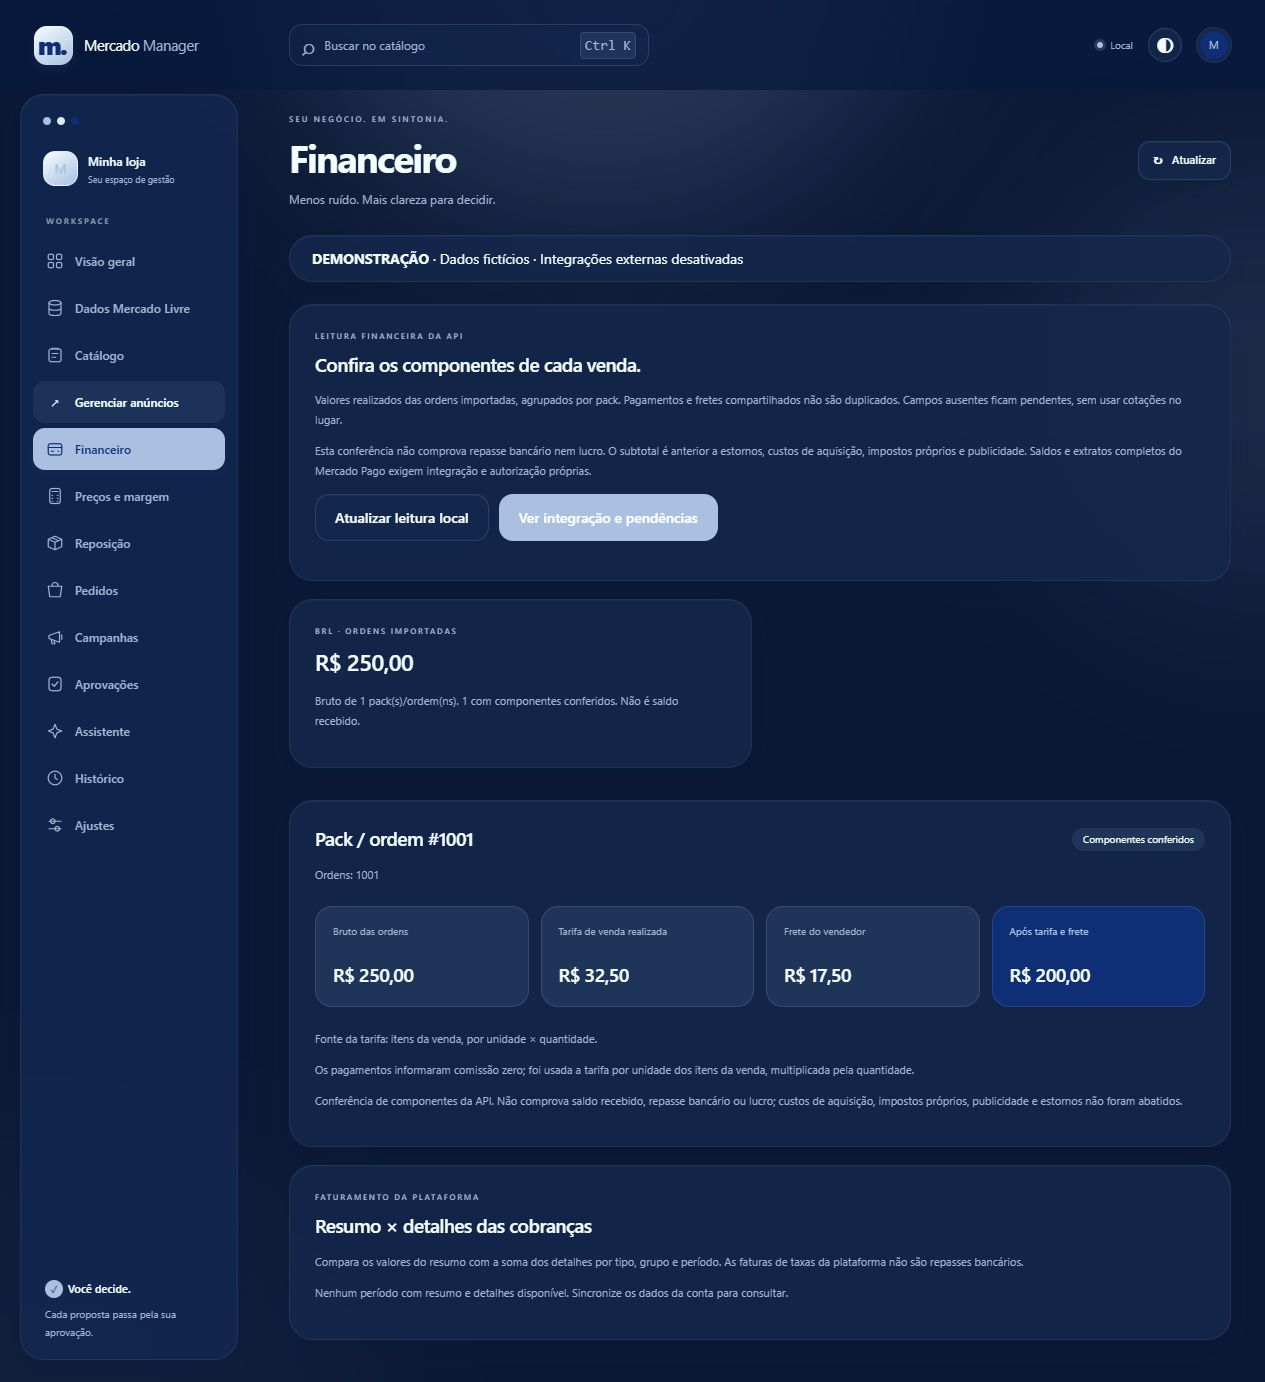 m.
Mercado Manager
Buscar no catálogo
Ctrl K
Local
M
Minha loja
M
Seu espaço de gestão
WORKSPACE
Visão geral
Dados Mercado Livre
Catálogo
Gerenciar anúncios
Financeiro
Preços e margem
Reposição
Pedidos
Campanhas
Aprovações
Assistente
Histórico
Ajustes
Você decide.
Cada proposta passa pela sua
aprovação.
SEU NEGÓCIO. EM SINTONIA.
Financeiro
Menos ruído. Mais clareza para decidir.
Atualizar
DEMONSTRAÇÃO · Dados fictícios · Integrações externas desativadas
LEITURA FINANCEIRA DA API
Confira os componentes de cada venda.
Valores realizados das ordens importadas, agrupados por pack. Pagamentos e fretes compartilhados não são duplicados. Campos ausentes ficam pendentes, sem usar cotações no
lugar.
Esta conferência não comprova repasse bancário nem lucro. O subtotal é anterior a estornos, custos de aquisição, impostos próprios e publicidade. Saldos e extratos completos do
Mercado Pago exigem integração e autorização próprias.
Atualizar leitura local
Ver integração e pendências
BRL · ORDENS IMPORTADAS
R$ 250,00
Bruto de 1 pack(s)/ordem(ns). 1 com componentes conferidos. Não é saldo
recebido.
Pack / ordem #1001
Componentes conferidos
Ordens: 1001
Bruto das ordens
R$ 250,00
Tarifa de venda realizada
R$ 32,50
Frete do vendedor
R$ 17,50
Após tarifa e frete
R$ 200,00
Fonte da tarifa: itens da venda, por unidade × quantidade.
Os pagamentos informaram comissão zero; foi usada a tarifa por unidade dos itens da venda, multiplicada pela quantidade.
Conferência de componentes da API. Não comprova saldo recebido, repasse bancário ou lucro; custos de aquisição, impostos próprios, publicidade e estornos não foram abatidos.
FATURAMENTO DA PLATAFORMA
Resumo × detalhes das cobranças
Compara os valores do resumo com a soma dos detalhes por tipo, grupo e período. As faturas de taxas da plataforma não são repasses bancários.
Nenhum período com resumo e detalhes disponível. Sincronize os dados da conta para consultar.